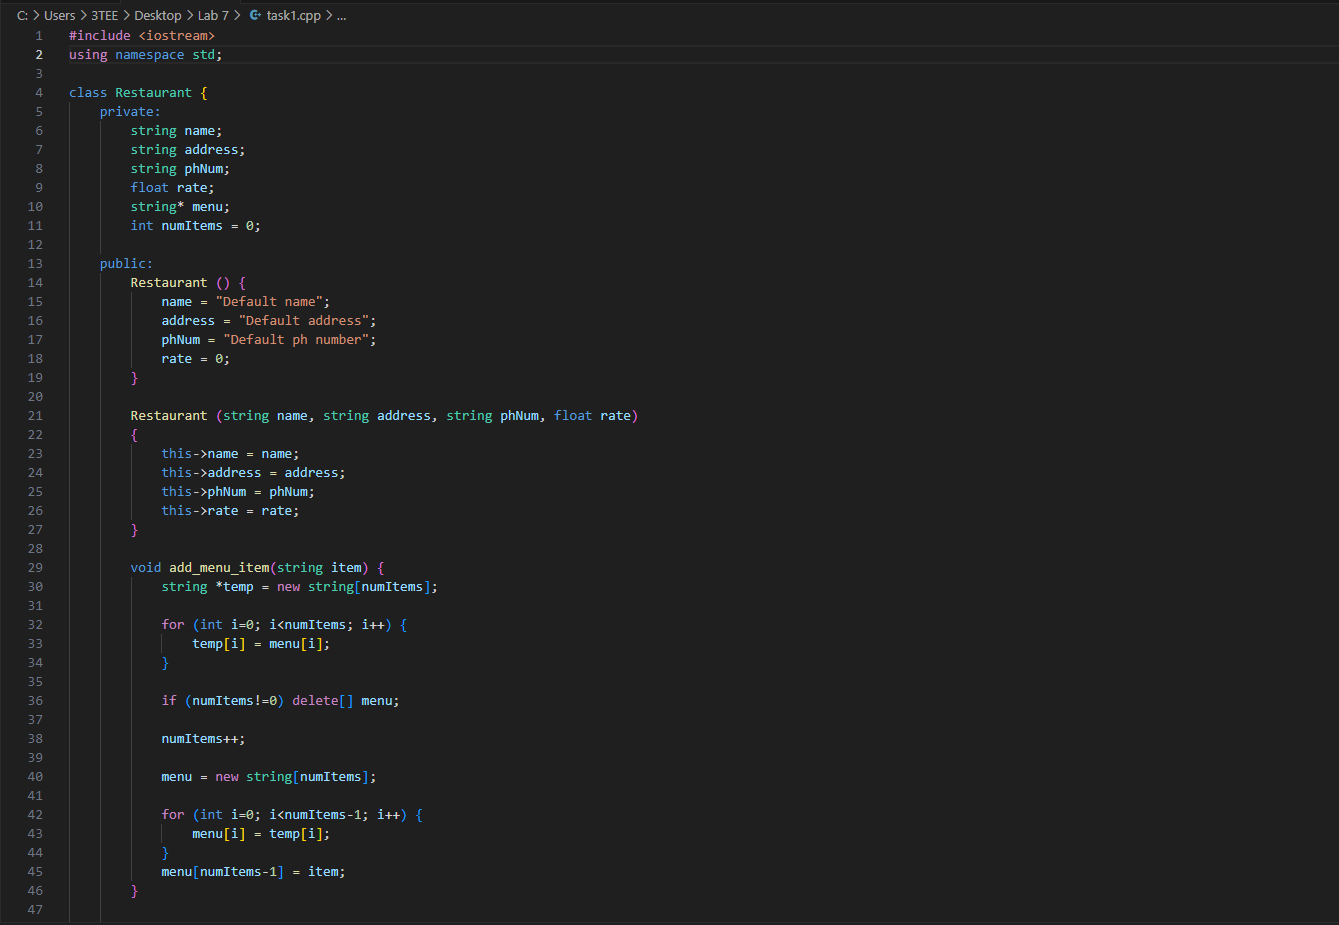 C: > Users > 3TEE > Desktop > Lab 7 > task1.cpp > ...
1 #include <iostream>
2 using namespace std;
3
4 class Restaurant {
5     private:
6         string name;
7         string address;
8         string phNum;
9         float rate;
10         string* menu;
11         int numItems = 0;
12
13     public:
14         Restaurant () {
15             name = "Default name";
16             address = "Default address";
17             phNum = "Default ph number";
18             rate = 0;
19         }
20
21         Restaurant (string name, string address, string phNum, float rate)
22         {
23             this->name = name;
24             this->address = address;
25             this->phNum = phNum;
26             this->rate = rate;
27         }
28
29         void add_menu_item(string item) {
30             string *temp = new string[numItems];
31
32             for (int i=0; i<numItems; i++) {
33                 temp[i] = menu[i];
34             }
35
36             if (numItems!=0) delete[] menu;
37
38             numItems++;
39
40             menu = new string[numItems];
41
42             for (int i=0; i<numItems-1; i++) {
43                 menu[i] = temp[i];
44             }
45             menu[numItems-1] = item;
46         }
47